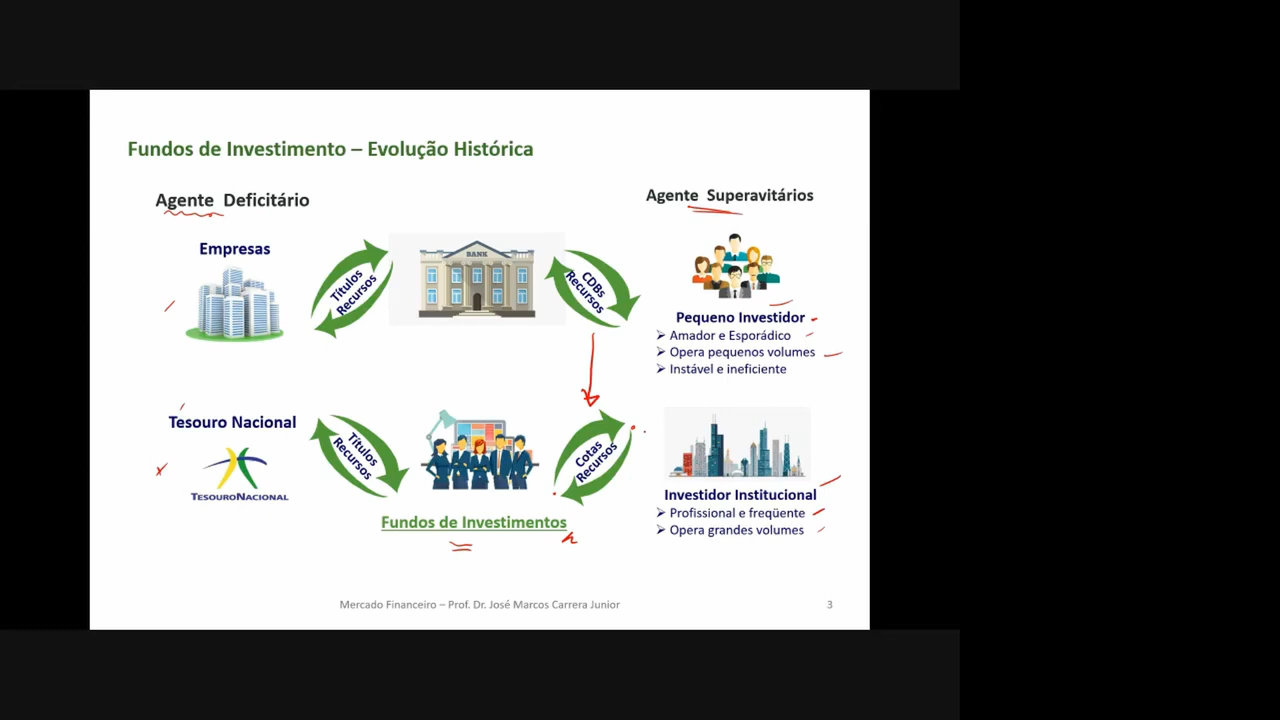 Fundos de Investimento – Evolução Histórica
Agente Deficitário
Agente Superavitários
Empresas
Títulos
Recursos
BANK
CDBs
Recursos
Pequeno Investidor
➢ Amador e Esporádico
➢ Opera pequenos volumes
➢ Instável e ineficiente
Tesouro Nacional
TESOURONACIONAL
Títulos
Recursos
Fundos de Investimentos
Cotas
Recursos
Investidor Institucional
➢ Profissional e freqüente
➢ Opera grandes volumes
Mercado Financeiro – Prof. Dr. José Marcos Carrera Junior
3